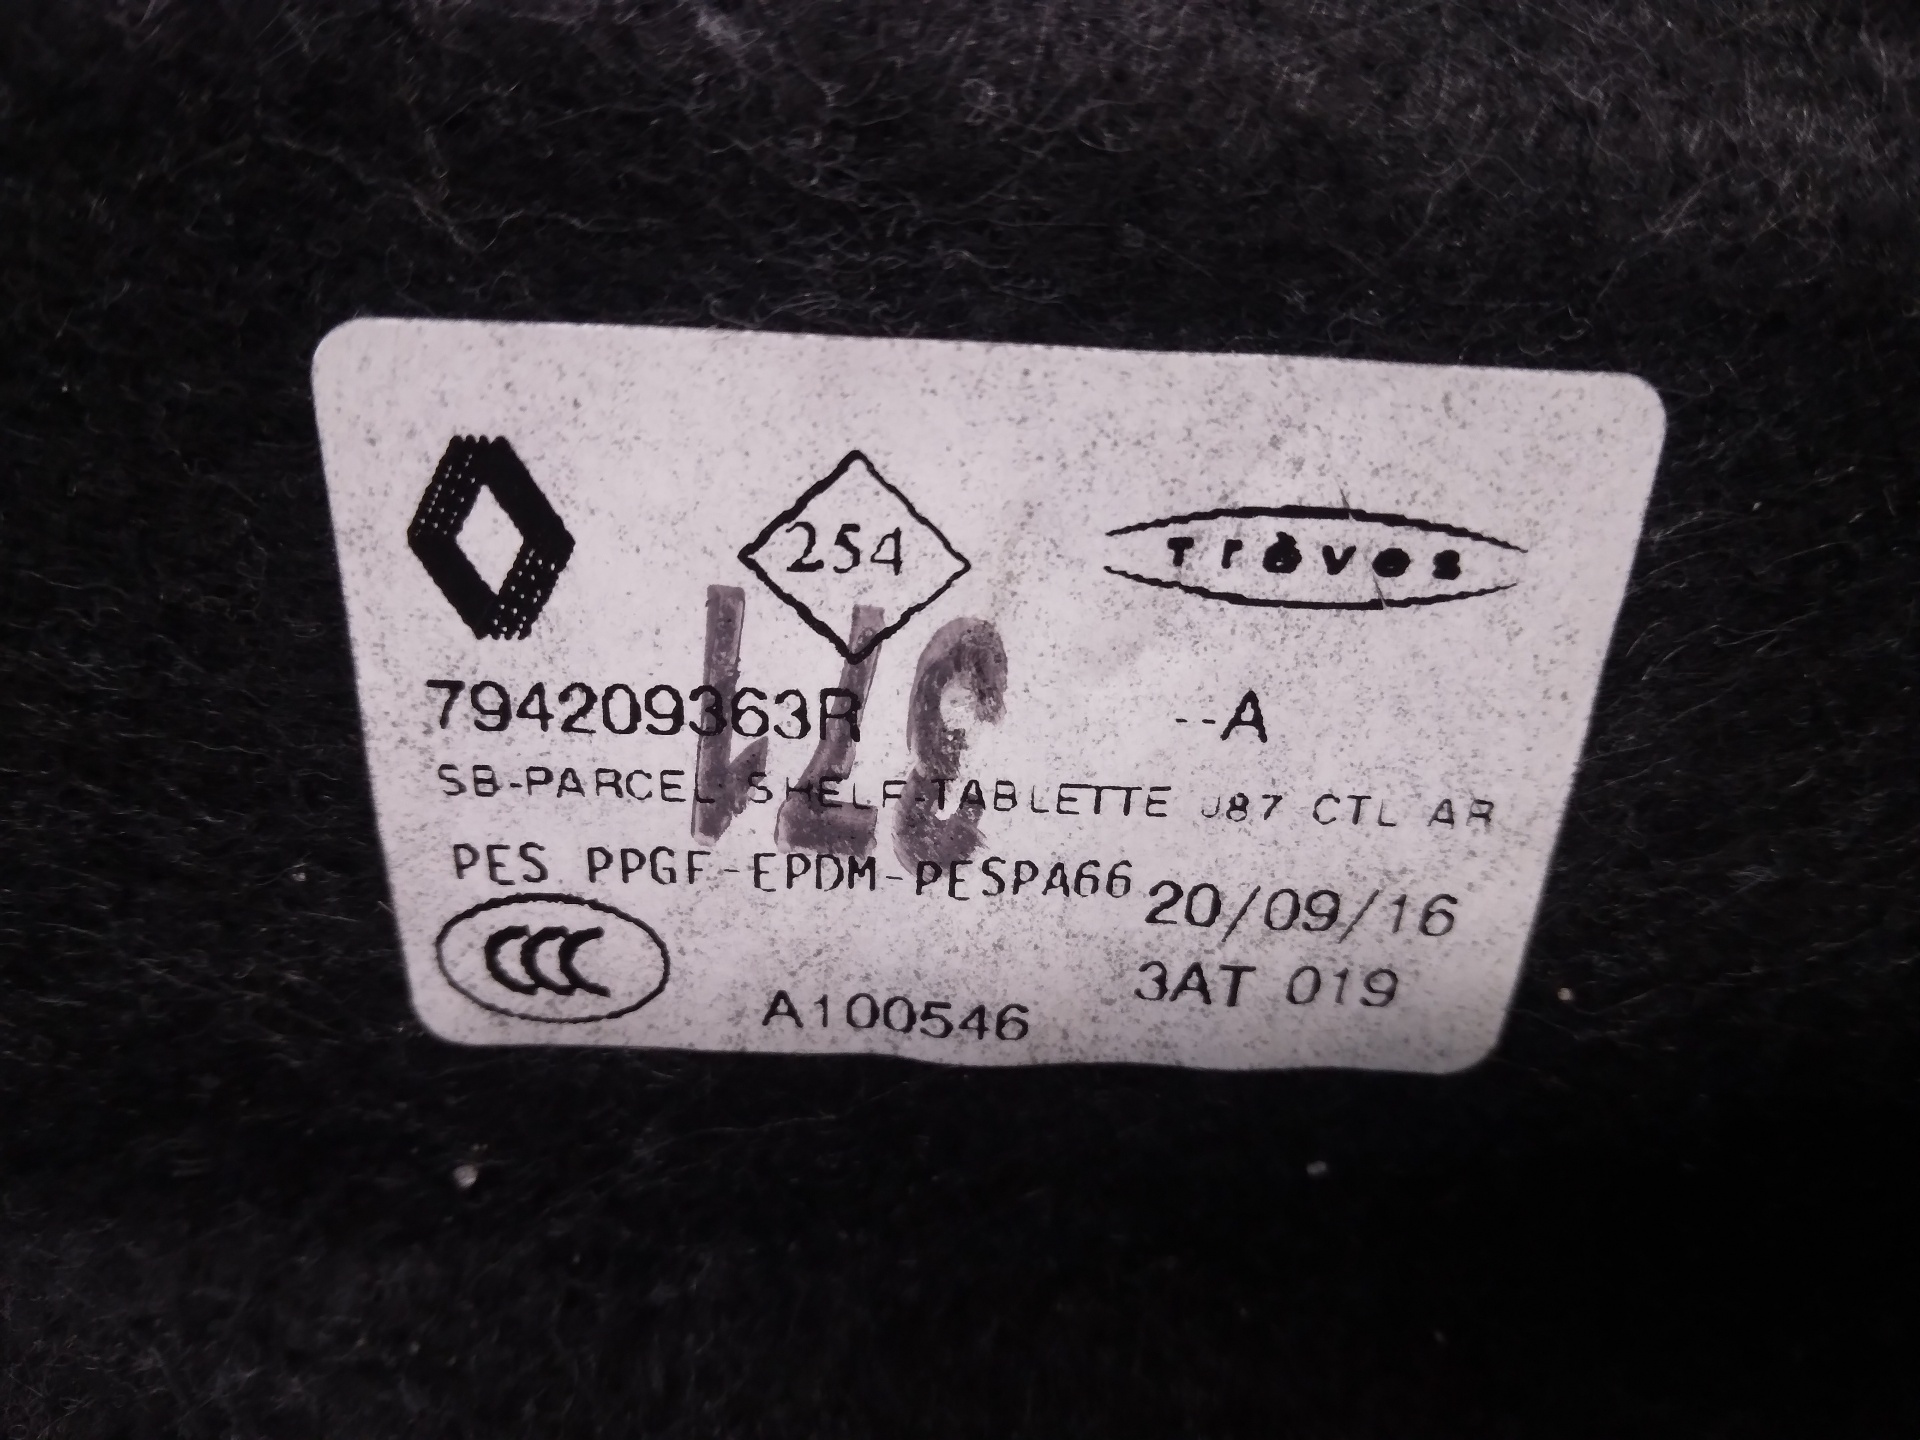 254
Trèves
794209363R --A
SB-PARCEL SHELF-TABLETTE J87 CTL AR
PES PPGF-EPDM-PESPA66
20/09/16
CCC
3AT 019
A100546